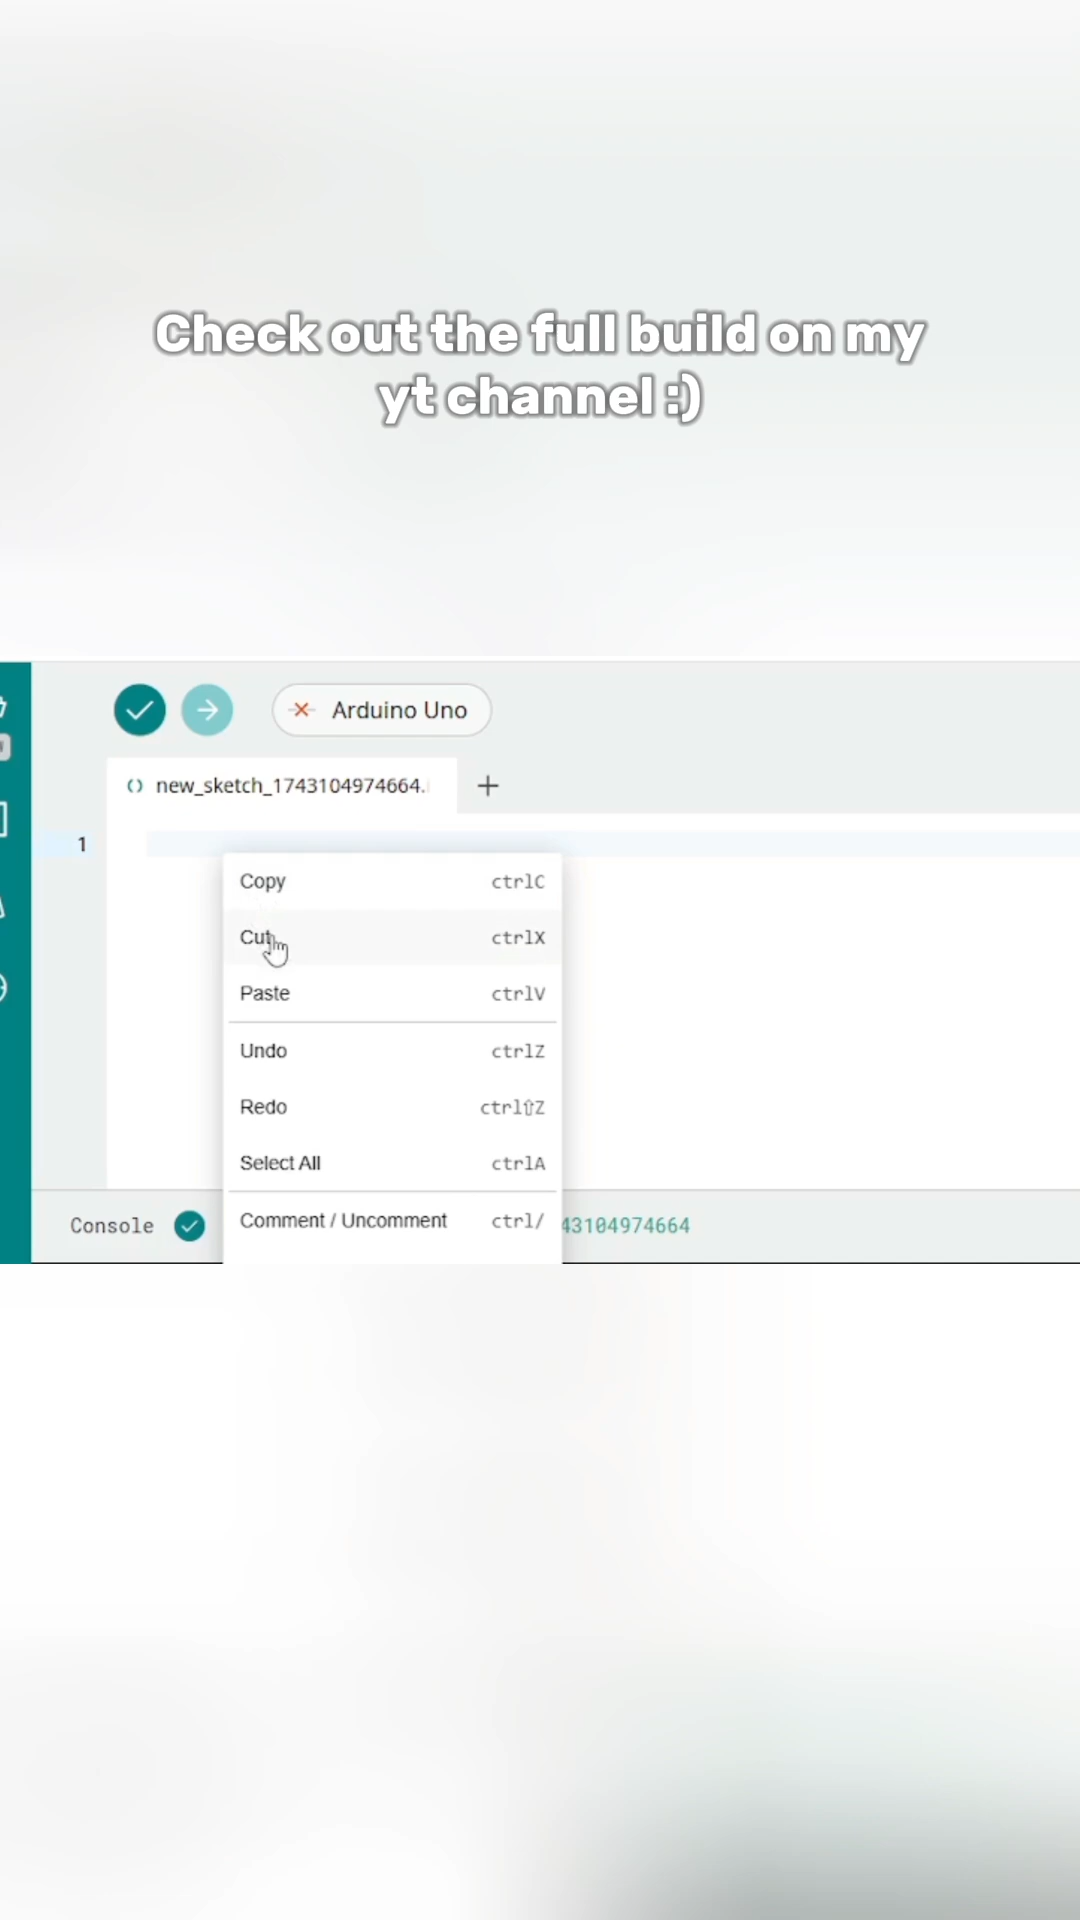 Check out the full build on my
yt channel :)
Arduino Uno
new_sketch_1743104974664.
1
Copy ctrlC
Cut ctrlX
Paste ctrlV
Undo ctrlZ
Redo ctrl⇧Z
Select All ctrlA
Comment / Uncomment ctrl/
Console 43104974664